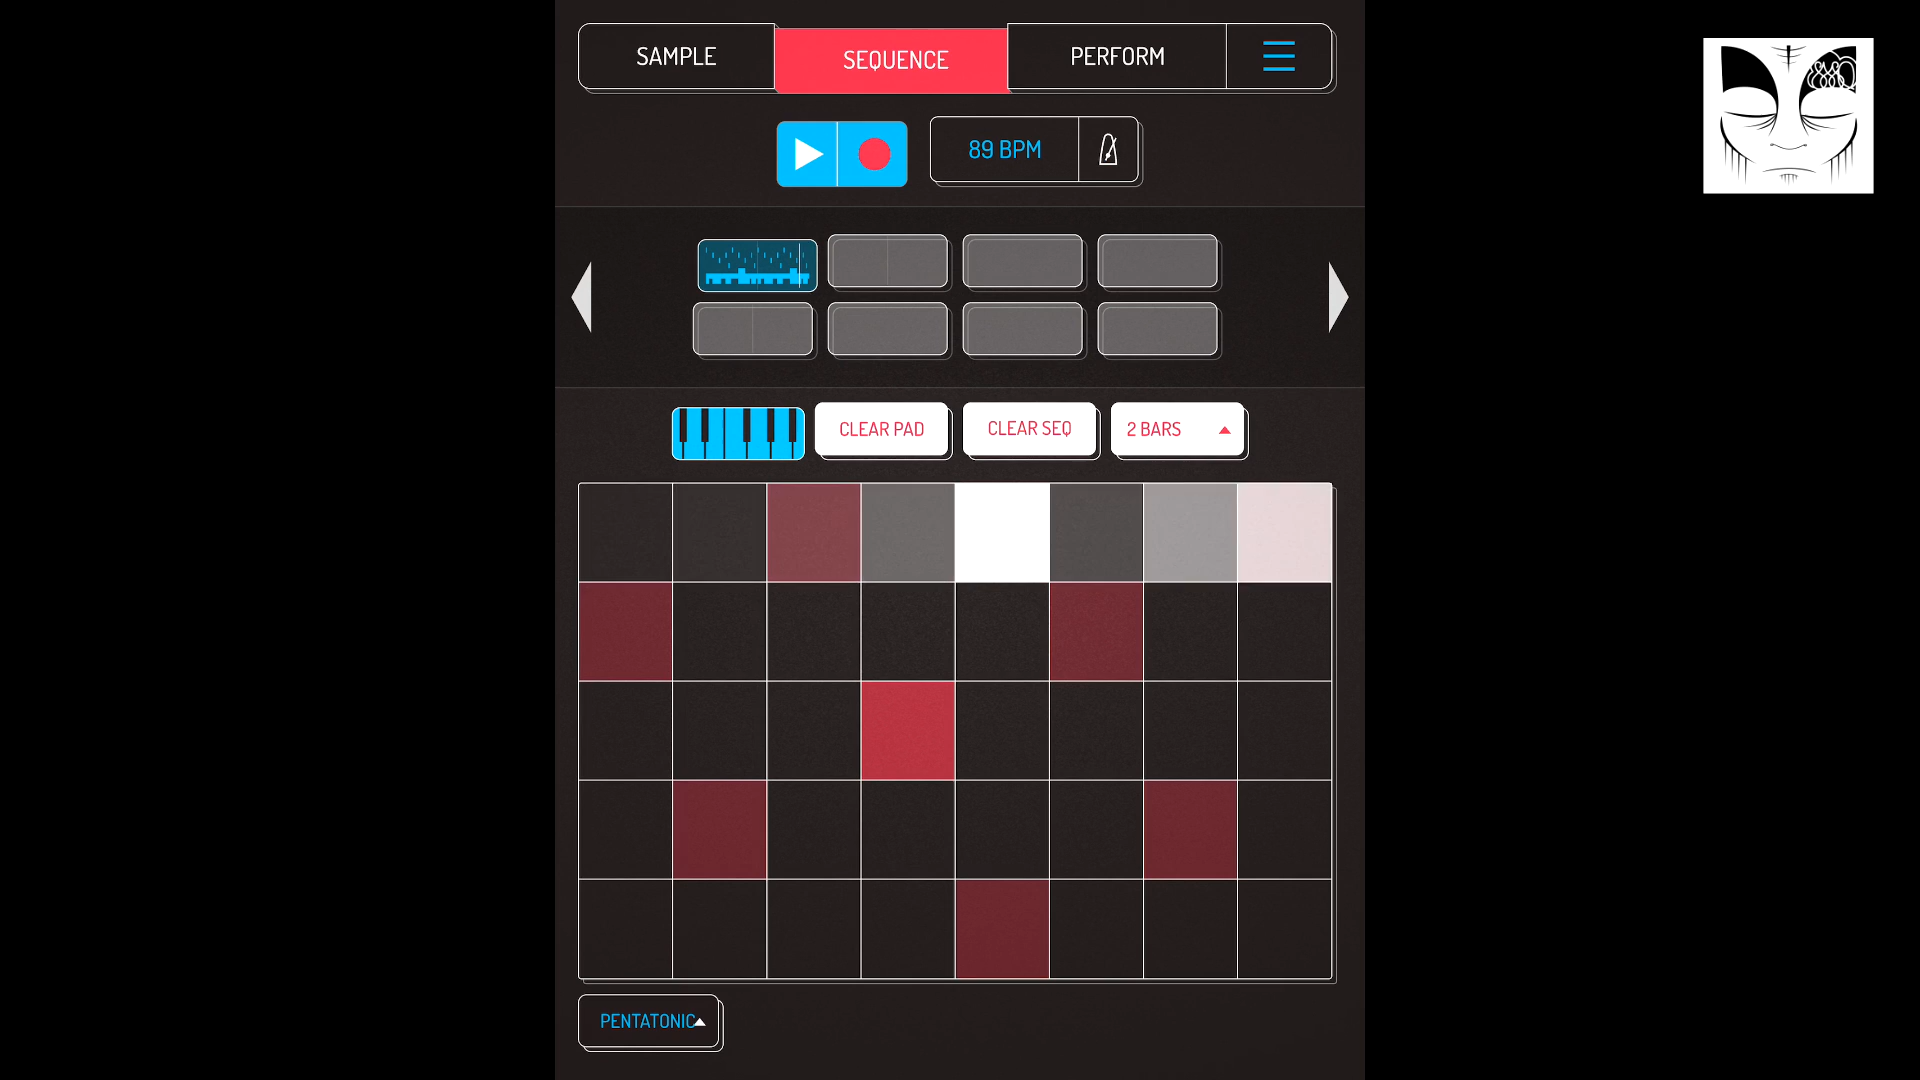 SAMPLE
SEQUENCE
PERFORM
89 BPM
CLEAR PAD
CLEAR SEQ
2 BARS
PENTATONIC